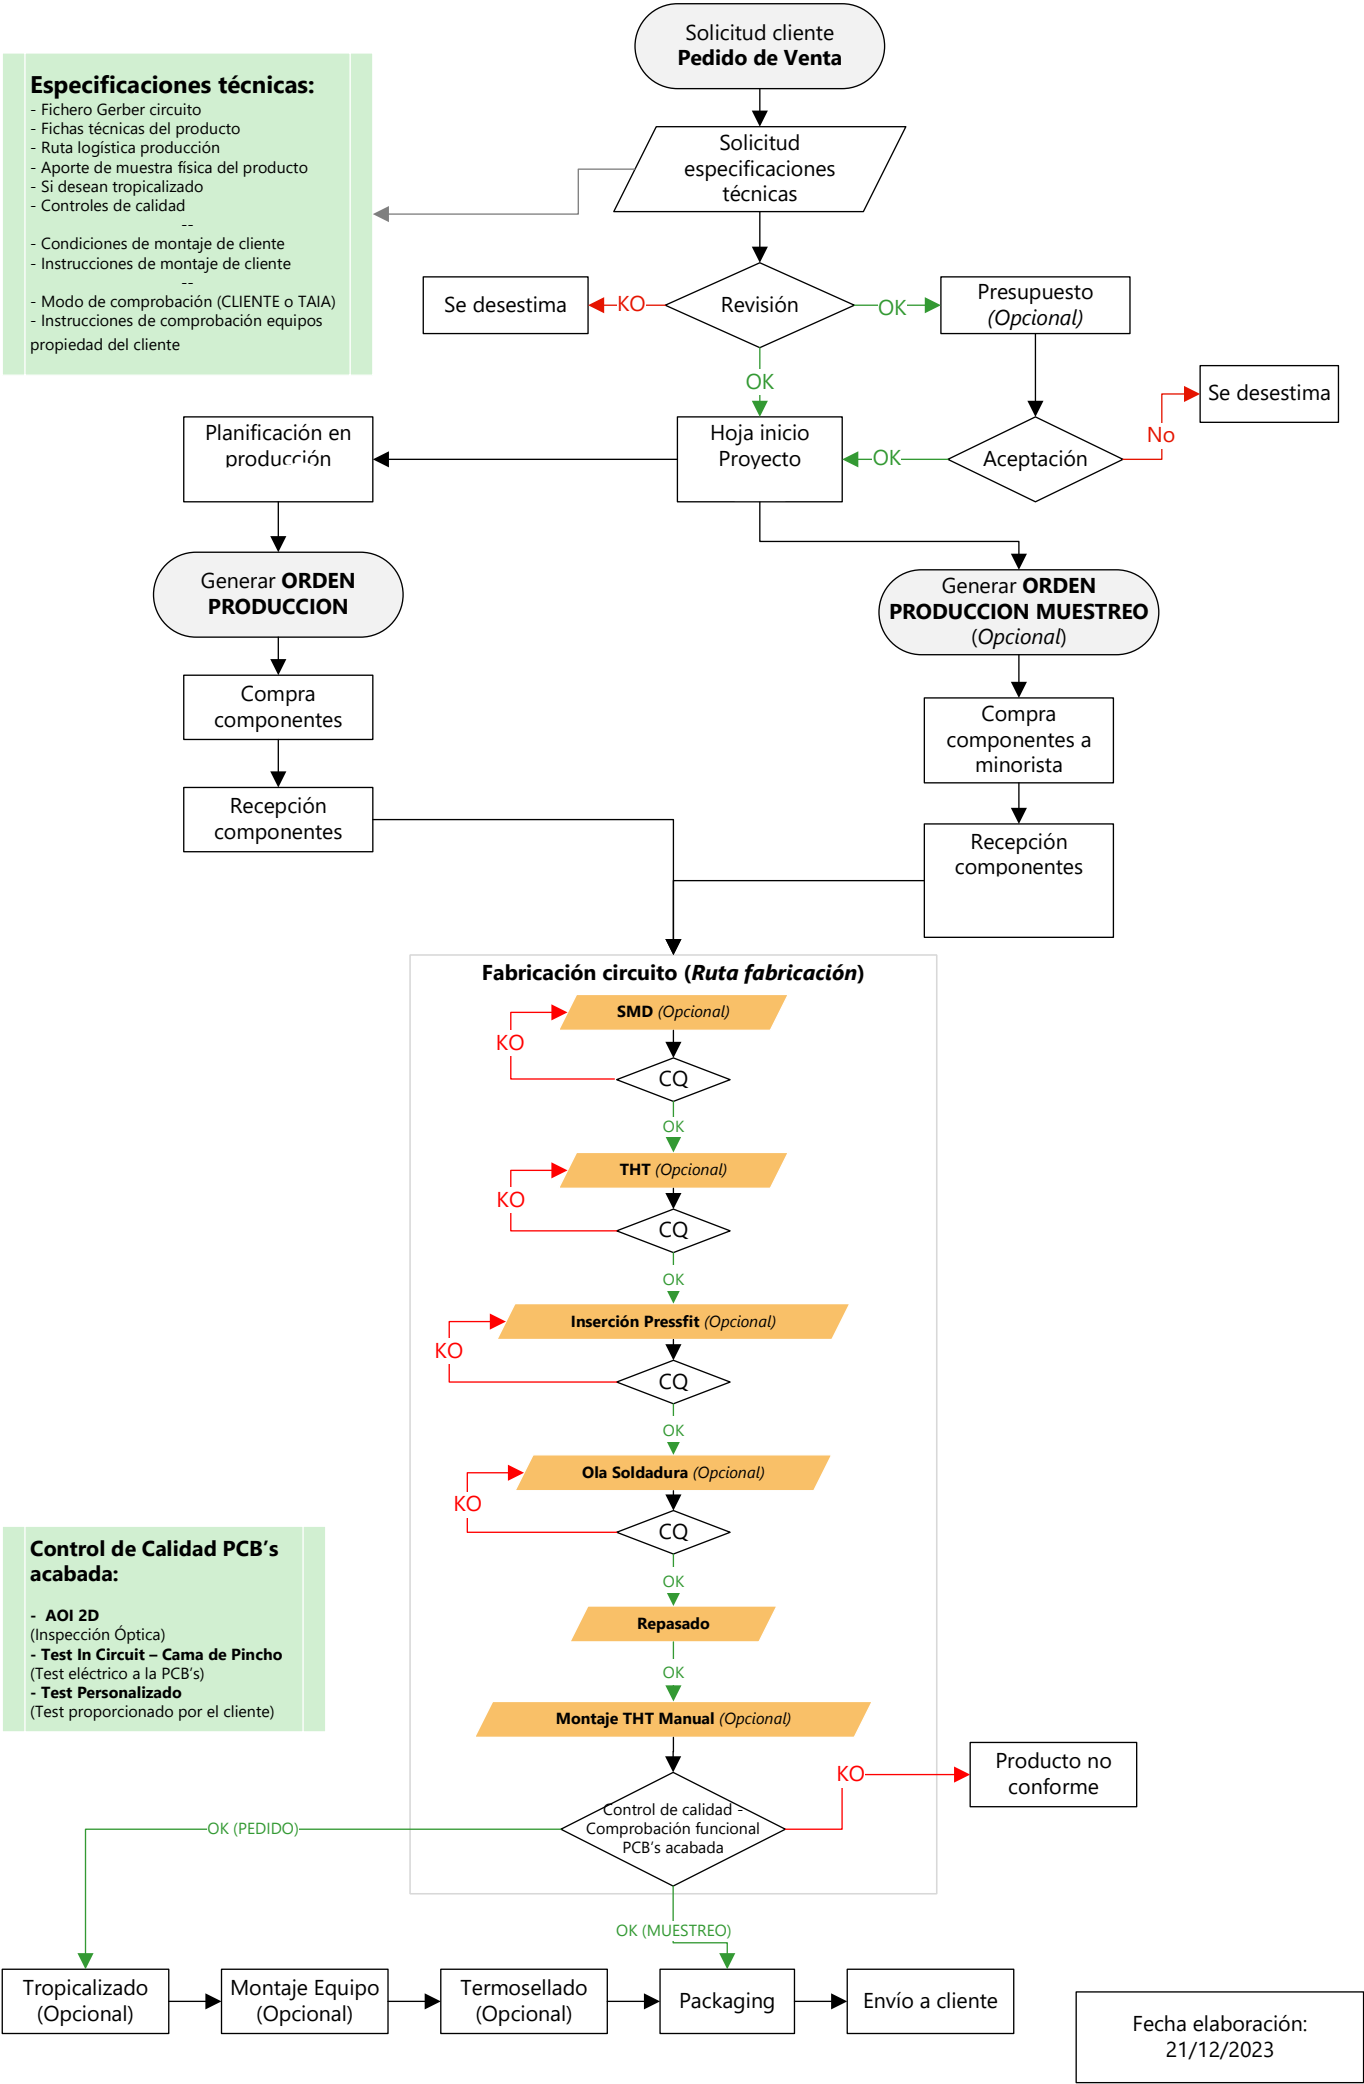 Solicitud cliente
Pedido de Venta
Especificaciones técnicas:
- Fichero Gerber circuito
- Fichas técnicas del producto
- Ruta logística producción
- Aporte de muestra física del producto
- Si desean tropicalizado
- Controles de calidad
--
- Condiciones de montaje de cliente
- Instrucciones de montaje de cliente
--
- Modo de comprobación (CLIENTE o TAIA)
- Instrucciones de comprobación equipos
propiedad del cliente
Solicitud
especificaciones
técnicas
Se desestima
KO
Revisión
OK
Presupuesto
(Opcional)
OK
Se desestima
No
Planificación en
producción
Hoja inicio
Proyecto
OK
Aceptación
Generar ORDEN
PRODUCCION
Generar ORDEN
PRODUCCION MUESTREO
(Opcional)
Compra
componentes
Compra
componentes a
minorista
Recepción
componentes
Recepción
componentes
Fabricación circuito (Ruta fabricación)
SMD (Opcional)
KO
CQ
OK
THT (Opcional)
KO
CQ
OK
Inserción Pressfit (Opcional)
KO
CQ
OK
Ola Soldadura (Opcional)
KO
CQ
OK
Control de Calidad PCB's
acabada:
- AOI 2D
(Inspección Óptica)
- Test In Circuit – Cama de Pincho
(Test eléctrico a la PCB's)
- Test Personalizado
(Test proporcionado por el cliente)
Repasado
OK
Montaje THT Manual (Opcional)
KO
Producto no
conforme
Control de calidad -
Comprobación funcional
PCB's acabada
OK (PEDIDO)
OK (MUESTREO)
Tropicalizado
(Opcional)
Montaje Equipo
(Opcional)
Termosellado
(Opcional)
Packaging
Envío a cliente
Fecha elaboración:
21/12/2023